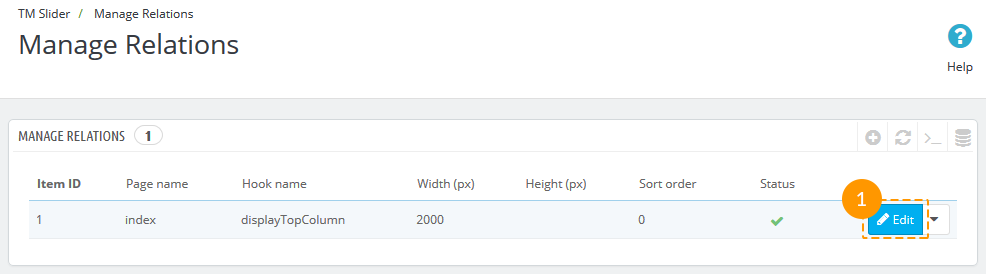 TM Slider / Manage Relations
Manage Relations
Help
MANAGE RELATIONS 1
Item ID Page name Hook name Width (px) Height (px) Sort order Status
1 index displayTopColumn 2000 0 Edit
1